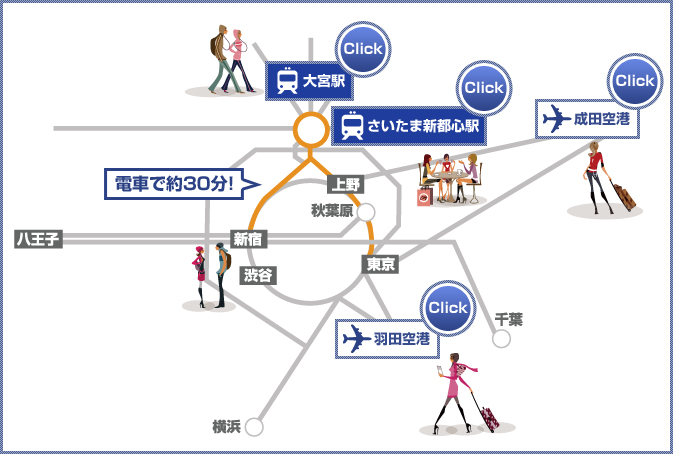 Click
大宮駅
Click
さいたま新都心駅
Click
成田空港
電車で約30分!
上野
秋葉原
八王子
新宿
東京
渋谷
Click
羽田空港
千葉
横浜